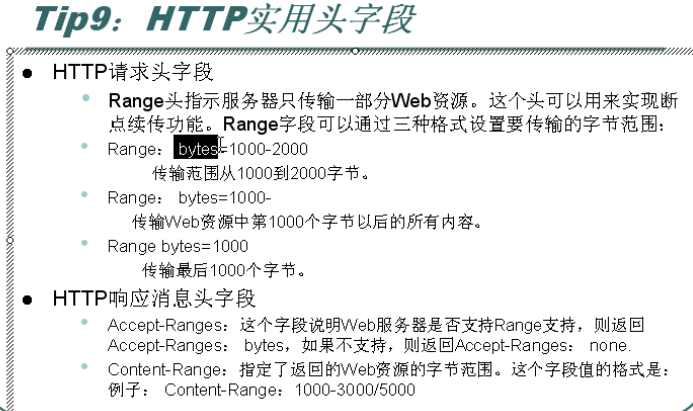 Tip9：HTTP实用头字段
HTTP请求头字段
Range头指示服务器只传输一部分Web资源。这个头可以用来实现断
点续传功能。Range字段可以通过三种格式设置要传输的字节范围：
Range： bytes=1000-2000
传输范围从1000到2000字节。
Range： bytes=1000-
传输Web资源中第1000个字节以后的所有内容。
Range bytes=1000
传输最后1000个字节。
HTTP响应消息头字段
Accept-Ranges：这个字段说明Web服务器是否支持Range支持，则返回
Accept-Ranges： bytes，如果不支持，则返回Accept-Ranges： none.
Content-Range：指定了返回的Web资源的字节范围。这个字段值的格式是：
例子： Content-Range：1000-3000/5000